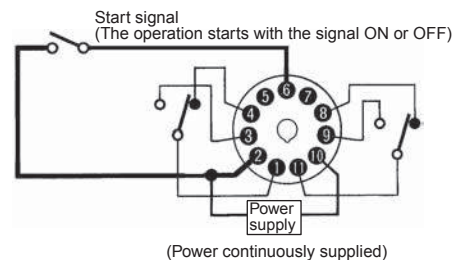 Start signal
(The operation starts with the signal ON or OFF)
6
5 7
4 8
3 9
2 10
1 11
Power
supply
(Power continuously supplied)